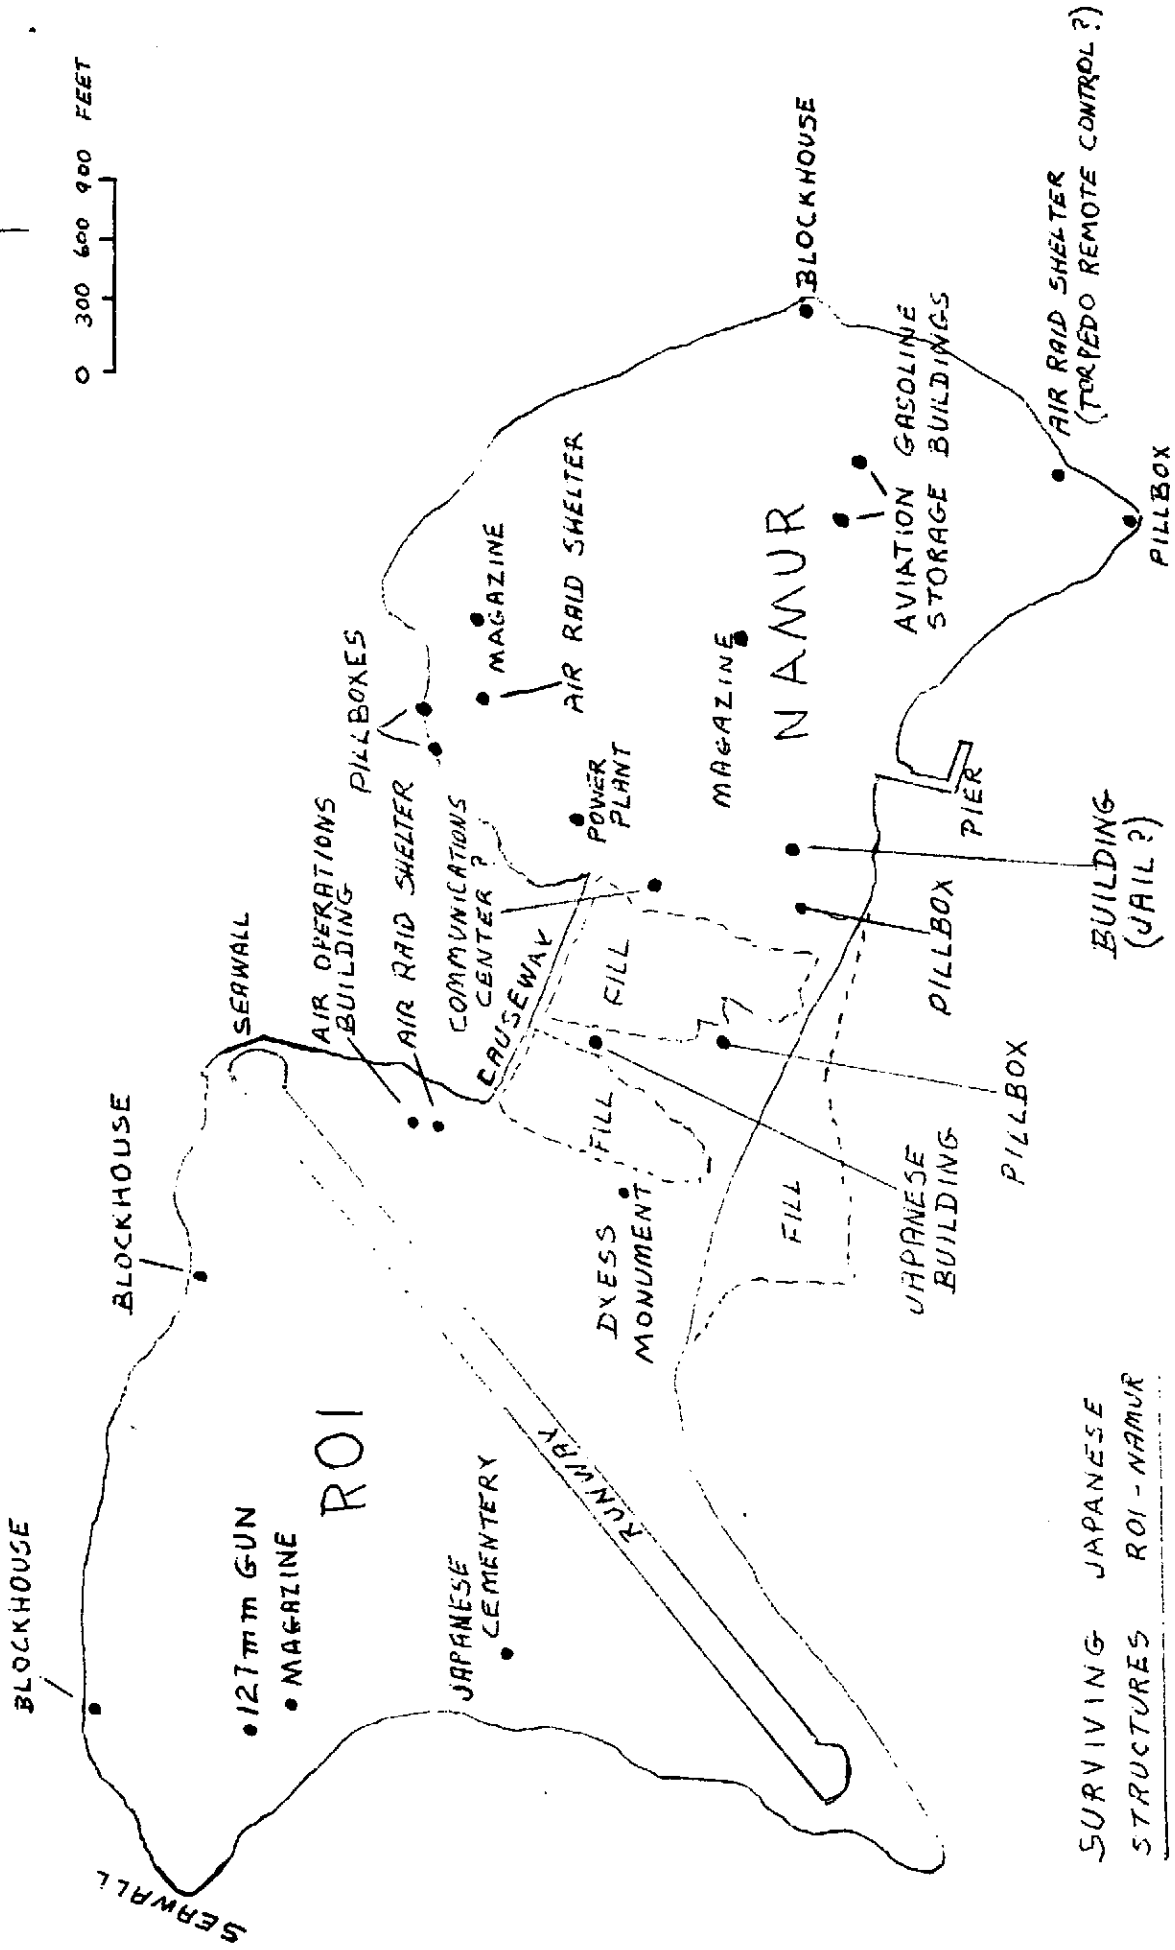 0 300 600 900 FEET
BLOCKHOUSE
SEAWALL
BLOCKHOUSE
SEAWALL
•127mm GUN
•MAGAZINE
ROI
JAPANESE
CEMENTERY
RUNWAY
AIR OPERATIONS
BUILDING
AIR RAID SHELTER
PILLBOXES
COMMUNICATIONS
CENTER ?
CAUSEWAY
MAGAZINE
AIR RAID SHELTER
POWER
PLANT
FILL
FILL
FILL
DYESS
MONUMENT
MAGAZINE
NAMUR
BLOCKHOUSE
AVIATION GASOLINE
STORAGE BUILDINGS
AIR RAID SHELTER
(TORPEDO REMOTE CONTROL ?)
PILLBOX
PIER
BUILDING
(JAIL ?)
PILLBOX
PILLBOX
JAPANESE
BUILDING
SURVIVING JAPANESE
STRUCTURES ROI - NAMUR